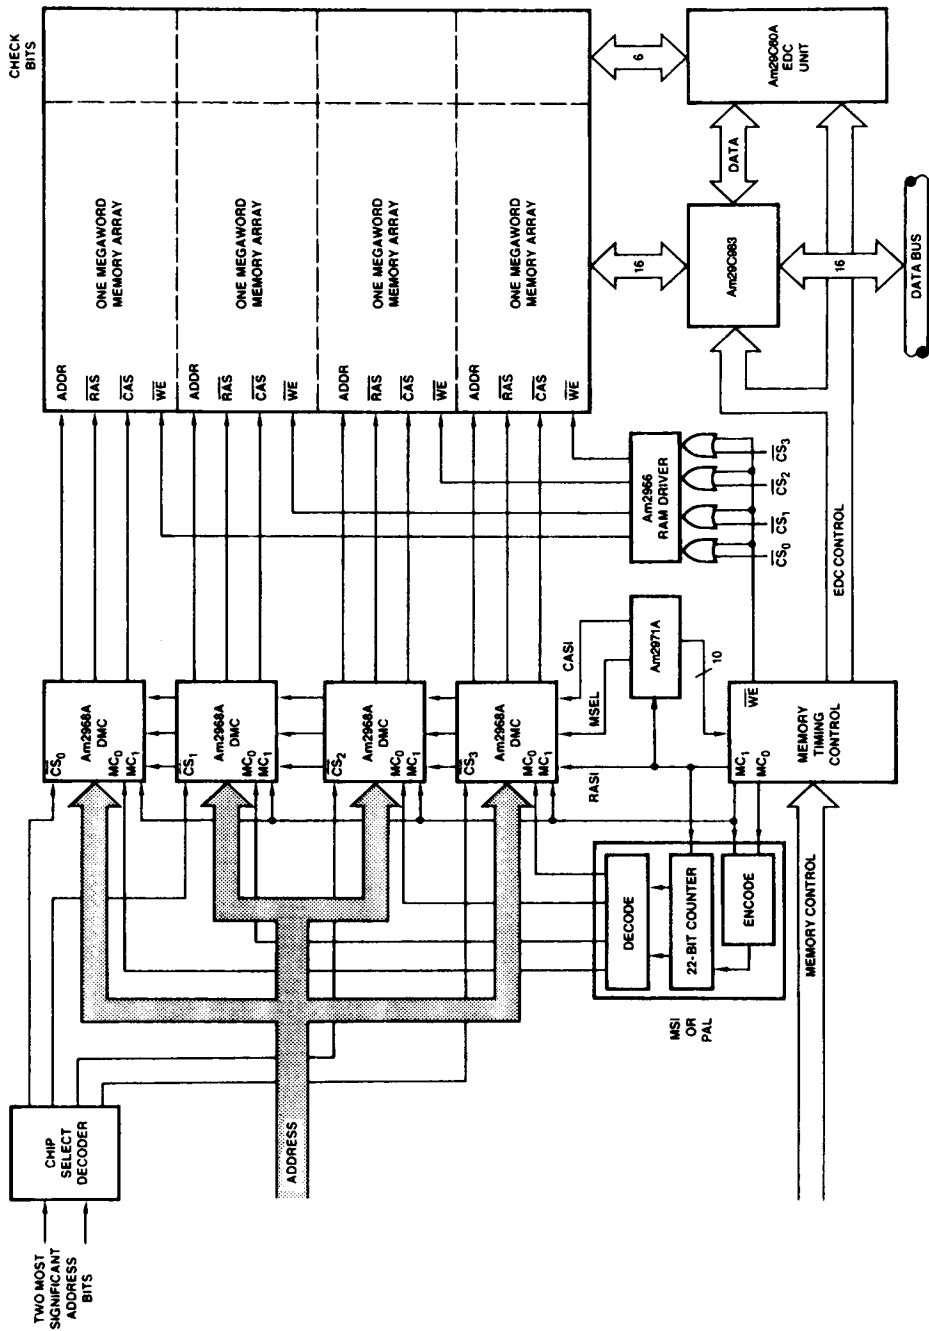 TWO MOST
SIGNIFICANT
ADDRESS
BITS
CHIP
SELECT
DECODER
ADDRESS
MEMORY CONTROL
CS0
MC0
MC1
Am2968A
DMC
CS1
MC0
MC1
Am2968A
DMC
CS2
MC0
MC1
Am2968A
DMC
CS3
MC0
MC1
Am2968A
DMC
RASI
MSEL
CASI
MSI
OR
PAL
DECODE
22-BIT COUNTER
ENCODE
Am2971A
10
MC1
MC0
WE
MEMORY
TIMING
CONTROL
Am2966
RAM DRIVER
CS0
CS1
CS2
CS3
EDC CONTROL
CHECK
BITS
ADDR
RAS
CAS
WE
ONE MEGAWORD
MEMORY ARRAY
ADDR
RAS
CAS
WE
ONE MEGAWORD
MEMORY ARRAY
ADDR
RAS
CAS
WE
ONE MEGAWORD
MEMORY ARRAY
ADDR
RAS
CAS
WE
ONE MEGAWORD
MEMORY ARRAY
16
6
Am29C983
DATA
Am29C60A
EDC
UNIT
16
DATA BUS